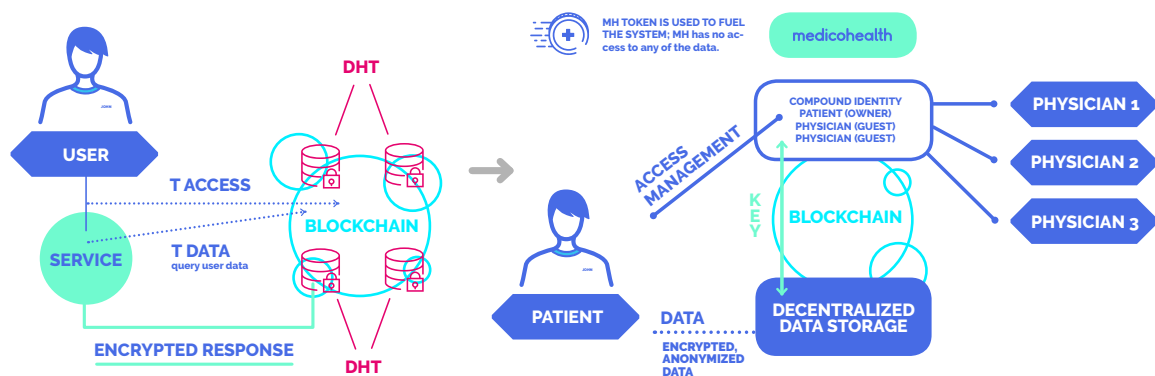 MH TOKEN IS USED TO FUEL
THE SYSTEM; MH has no ac-
cess to any of the data.
medicohealth
JOHN
USER
T ACCESS
T DATA
query user data
SERVICE
ENCRYPTED RESPONSE
DHT
BLOCKCHAIN
DHT
COMPOUND IDENTITY
PATIENT (OWNER)
PHYSICIAN (GUEST)
PHYSICIAN (GUEST)
PHYSICIAN 1
PHYSICIAN 2
PHYSICIAN 3
ACCESS
MANAGEMENT
KEY
BLOCKCHAIN
JOHN
PATIENT
DATA
ENCRYPTED,
ANONYMIZED
DATA
DECENTRALIZED
DATA STORAGE